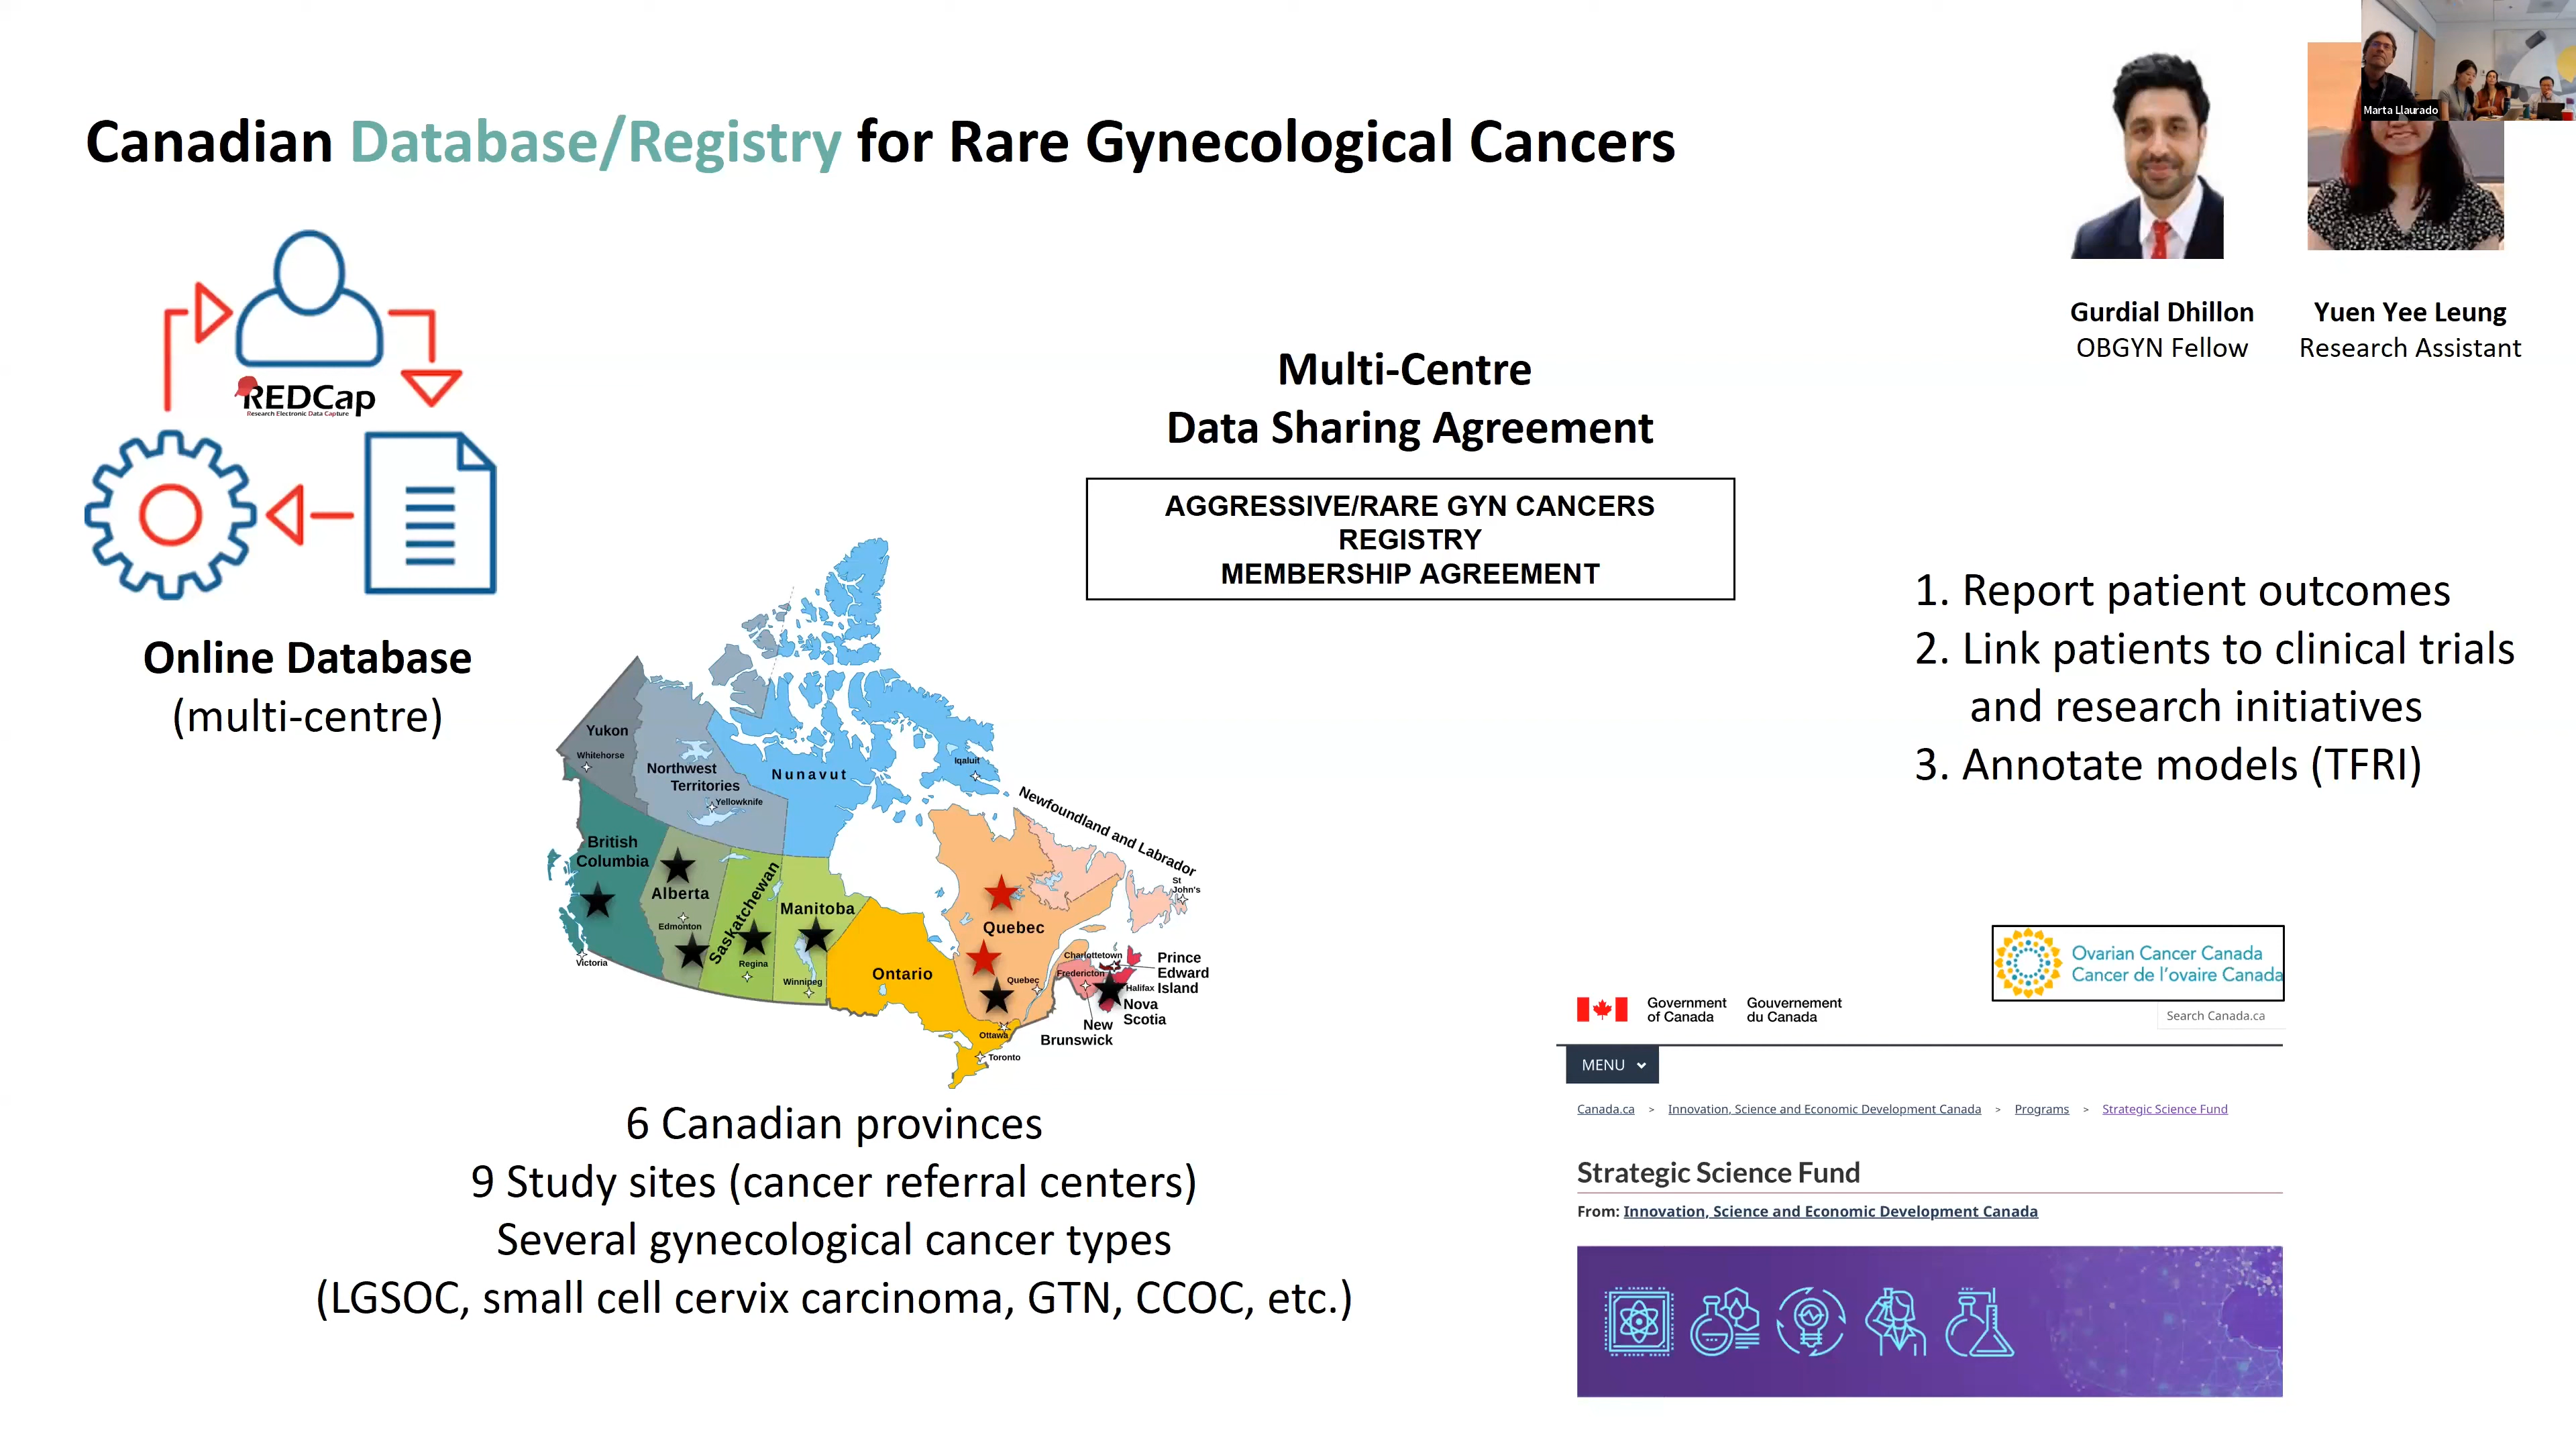 Marta Llaurado
Canadian Database/Registry for Rare Gynecological Cancers
Gurdial Dhillon
OBGYN Fellow
Yuen Yee Leung
Research Assistant
REDCap
Research Electronic Data Capture
Online Database
(multi-centre)
Multi-Centre
Data Sharing Agreement
AGGRESSIVE/RARE GYN CANCERS
REGISTRY
MEMBERSHIP AGREEMENT
1. Report patient outcomes
2. Link patients to clinical trials
and research initiatives
3. Annotate models (TFRI)
Yukon
Whitehorse
Northwest
Territories
Yellowknife
Nunavut
Iqaluit
Newfoundland and Labrador
St
John's
British
Columbia
Victoria
Alberta
Edmonton
Saskatchewan
Regina
Manitoba
Winnipeg
Ontario
Ottawa
Toronto
Quebec
Quebec
Charlottetown
Fredericton
Halifax
Prince
Edward
Island
Nova
Scotia
New
Brunswick
6 Canadian provinces
9 Study sites (cancer referral centers)
Several gynecological cancer types
(LGSOC, small cell cervix carcinoma, GTN, CCOC, etc.)
Ovarian Cancer Canada
Cancer de l'ovaire Canada
Government
of Canada
Gouvernement
du Canada
Search Canada.ca
MENU
Canada.ca > Innovation, Science and Economic Development Canada > Programs > Strategic Science Fund
Strategic Science Fund
From: Innovation, Science and Economic Development Canada